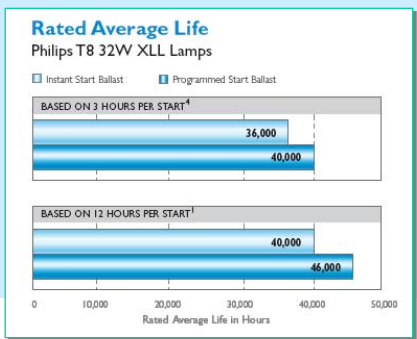 Rated Average Life
Philips T8 32W XLL Lamps
Instant Start Ballast Programmed Start Ballast
BASED ON 3 HOURS PER START4
36,000
40,000
BASED ON 12 HOURS PER START1
40,000
46,000
0 10,000 20,000 30,000 40,000 50,000
Rated Average Life in Hours